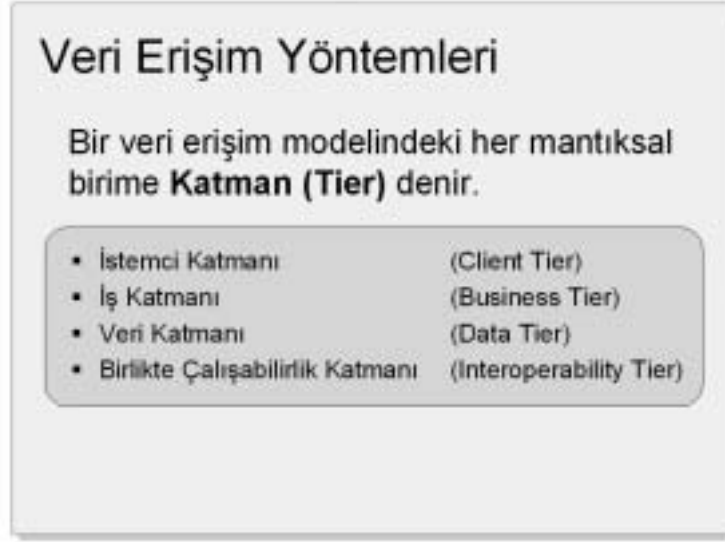 Veri Erişim Yöntemleri
Bir veri erişim modelindeki her mantıksal
birime Katman (Tier) denir.
▪ İstemci Katmanı (Client Tier)
▪ İş Katmanı (Business Tier)
▪ Veri Katmanı (Data Tier)
▪ Birlikte Çalışabilirlik Katmanı (Interoperability Tier)